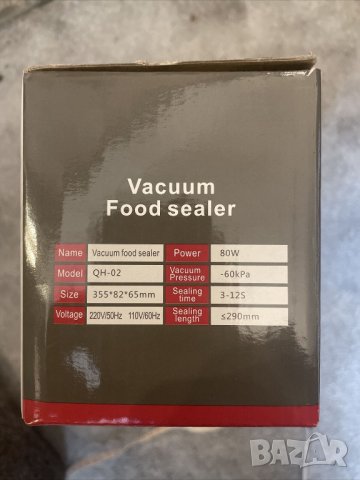 Vacuum
Food sealer
Name Vacuum food sealer Power 80W
Model QH-02 Vacuum Pressure -60kPa
Size 355*82*65mm Sealing time 3-12S
Voltage 220V/50Hz 110V/60Hz Sealing length ≤290mm
BAZAR